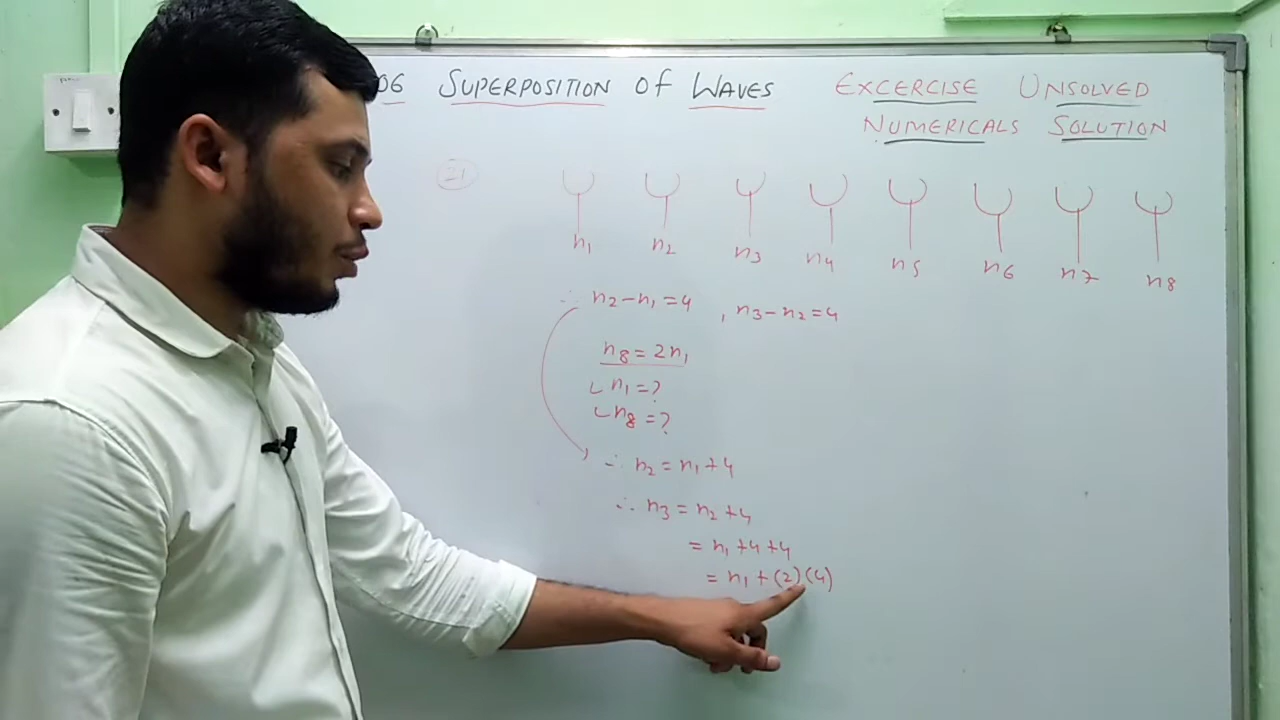 06 SUPERPOSITION OF WAVES EXCERCISE UNSOLVED
NUMERICALS SOLUTION
21
n₁ n₂ n₃ n₄ n₅ n₆ n₇ n₈
∴ n₂-n₁=4 , n₃-n₂=4
n₈=2n₁
n₁=?
n₈=?
∴ n₂=n₁+4
∴ n₃=n₂+4
=n₁+4+4
=n₁+(2)(4)